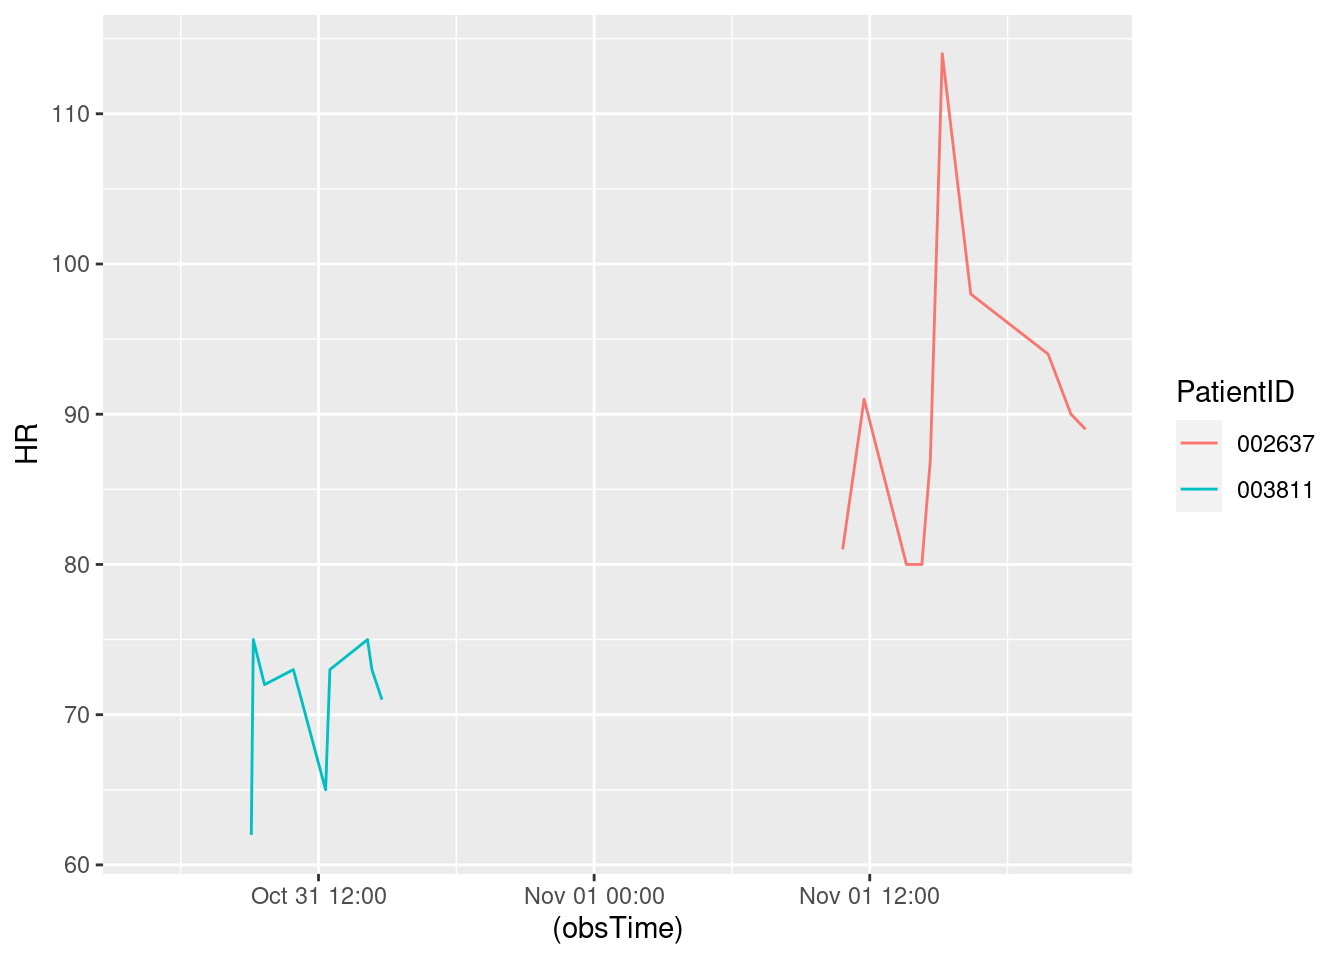 110
100
90
80
70
60
HR
Oct 31 12:00
Nov 01 00:00
Nov 01 12:00
(obsTime)
PatientID
002637
003811